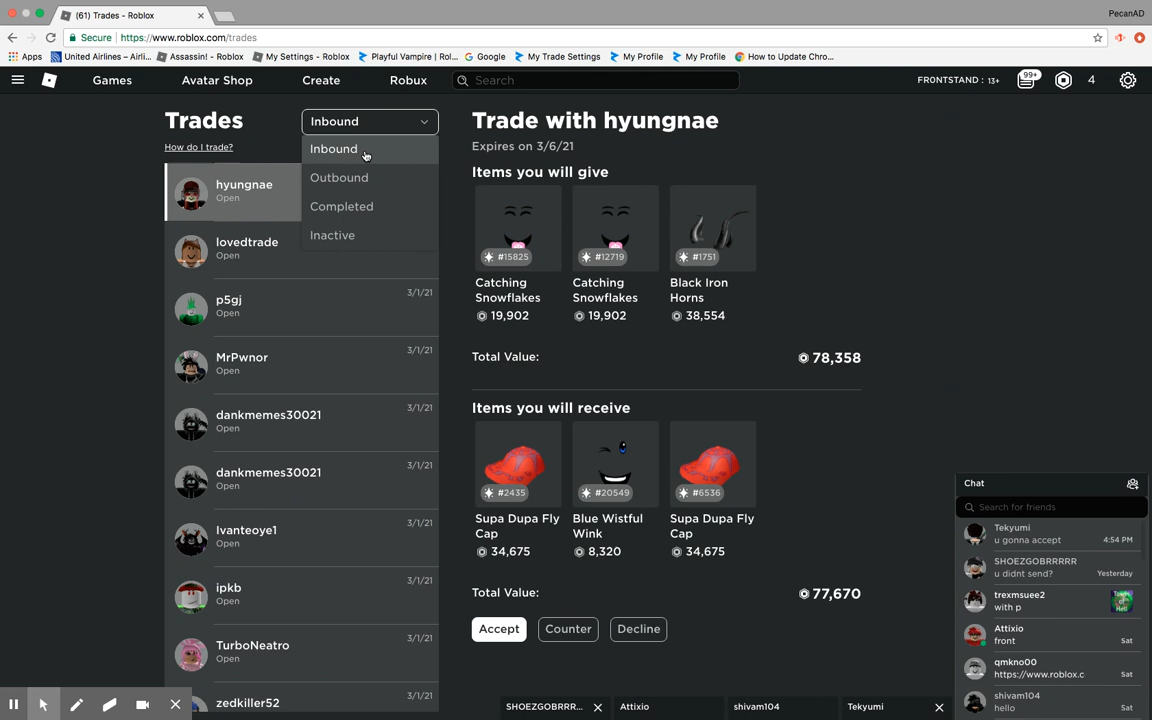 (61) Trades - Roblox
PecanAD
Secure https://www.roblox.com/trades
Apps United Airlines – Airli... Assassin! - Roblox My Settings - Roblox Playful Vampire | Rol... Google My Trade Settings My Profile My Profile How to Update Chro...
Games Avatar Shop Create Robux Search FRONTSTAND : 13+ 99+ 4
Trades
Inbound
How do I trade?
Inbound
Outbound
Completed
Inactive
hyungnae
Open
lovedtrade
Open
p5gj 3/1/21
Open
MrPwnor 3/1/21
Open
dankmemes30021 3/1/21
Open
dankmemes30021 3/1/21
Open
Ivanteoye1 3/1/21
Open
ipkb 3/1/21
Open
TurboNeatro 3/1/21
Open
zedkiller52 3/1/21
Trade with hyungnae
Expires on 3/6/21
Items you will give
#15825 #12719 #1751
Catching Catching Black Iron
Snowflakes Snowflakes Horns
19,902 19,902 38,554
Total Value: 78,358
Items you will receive
#2435 #20549 #6536
Supa Dupa Fly Blue Wistful Supa Dupa Fly
Cap Wink Cap
34,675 8,320 34,675
Total Value: 77,670
Accept Counter Decline
Chat
Search for friends
Tekyumi
u gonna accept 4:54 PM
SHOEZGOBRRRRR
u didnt send? Yesterday
trexmsuee2
with p
Attixio
front Sat
qmkno00
https://www.roblox.c Sat
shivam104
hello Sat
SHOEZGOBRRR... Attixio shivam104 Tekyumi